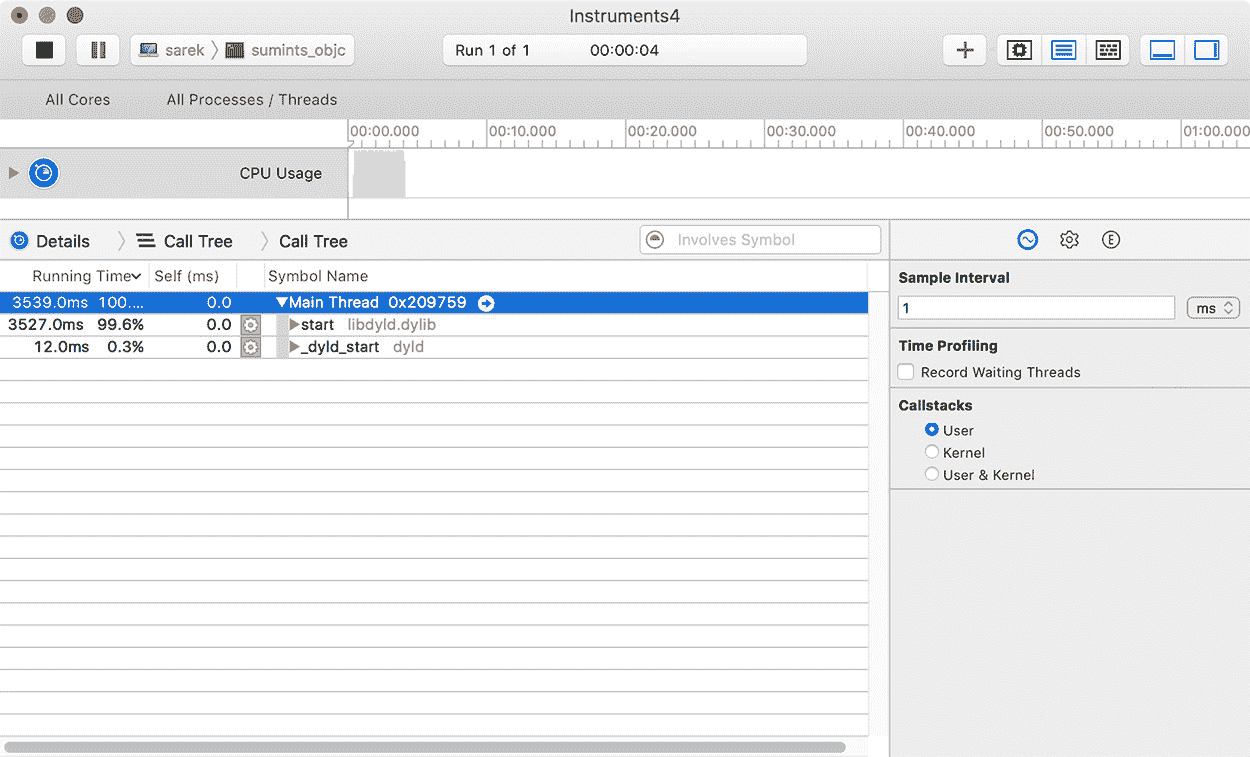 Instruments4
sarek sumints_objc Run 1 of 1 00:00:04
All Cores All Processes / Threads
00:00.000 00:10.000 00:20.000 00:30.000 00:40.000 00:50.000 01:00.000
CPU Usage
Details Call Tree Call Tree Involves Symbol E
Running Time Self (ms) Symbol Name
3539.0ms 100.... 0.0 Main Thread 0x209759
3527.0ms 99.6% 0.0 start libdyld.dylib
12.0ms 0.3% 0.0 _dyld_start dyld
Sample Interval
1 ms
Time Profiling
Record Waiting Threads
Callstacks
User
Kernel
User & Kernel